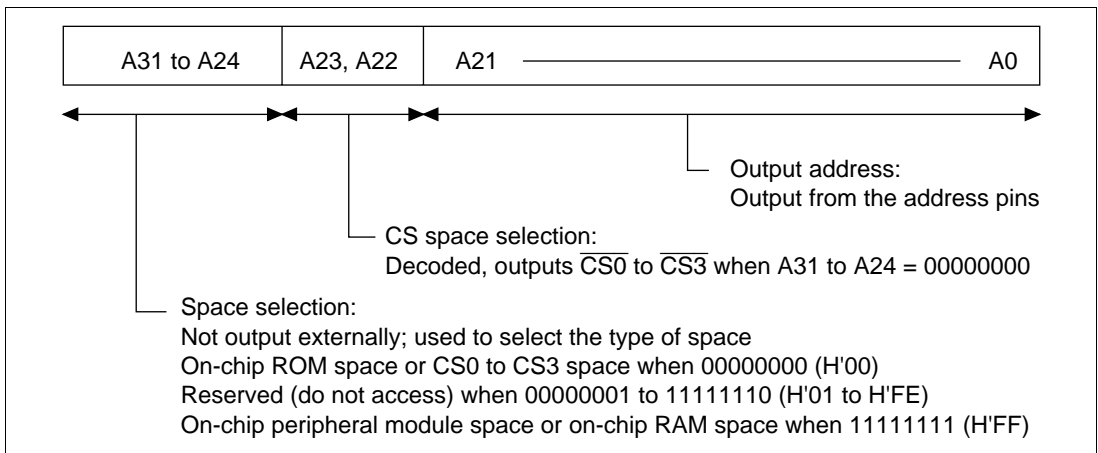 A31 to A24 A23, A22 A21 A0
Output address:
Output from the address pins
CS space selection:
Decoded, outputs C̅S̅0̅ to C̅S̅3̅ when A31 to A24 = 00000000
Space selection:
Not output externally; used to select the type of space
On-chip ROM space or CS0 to CS3 space when 00000000 (H'00)
Reserved (do not access) when 00000001 to 11111110 (H'01 to H'FE)
On-chip peripheral module space or on-chip RAM space when 11111111 (H'FF)